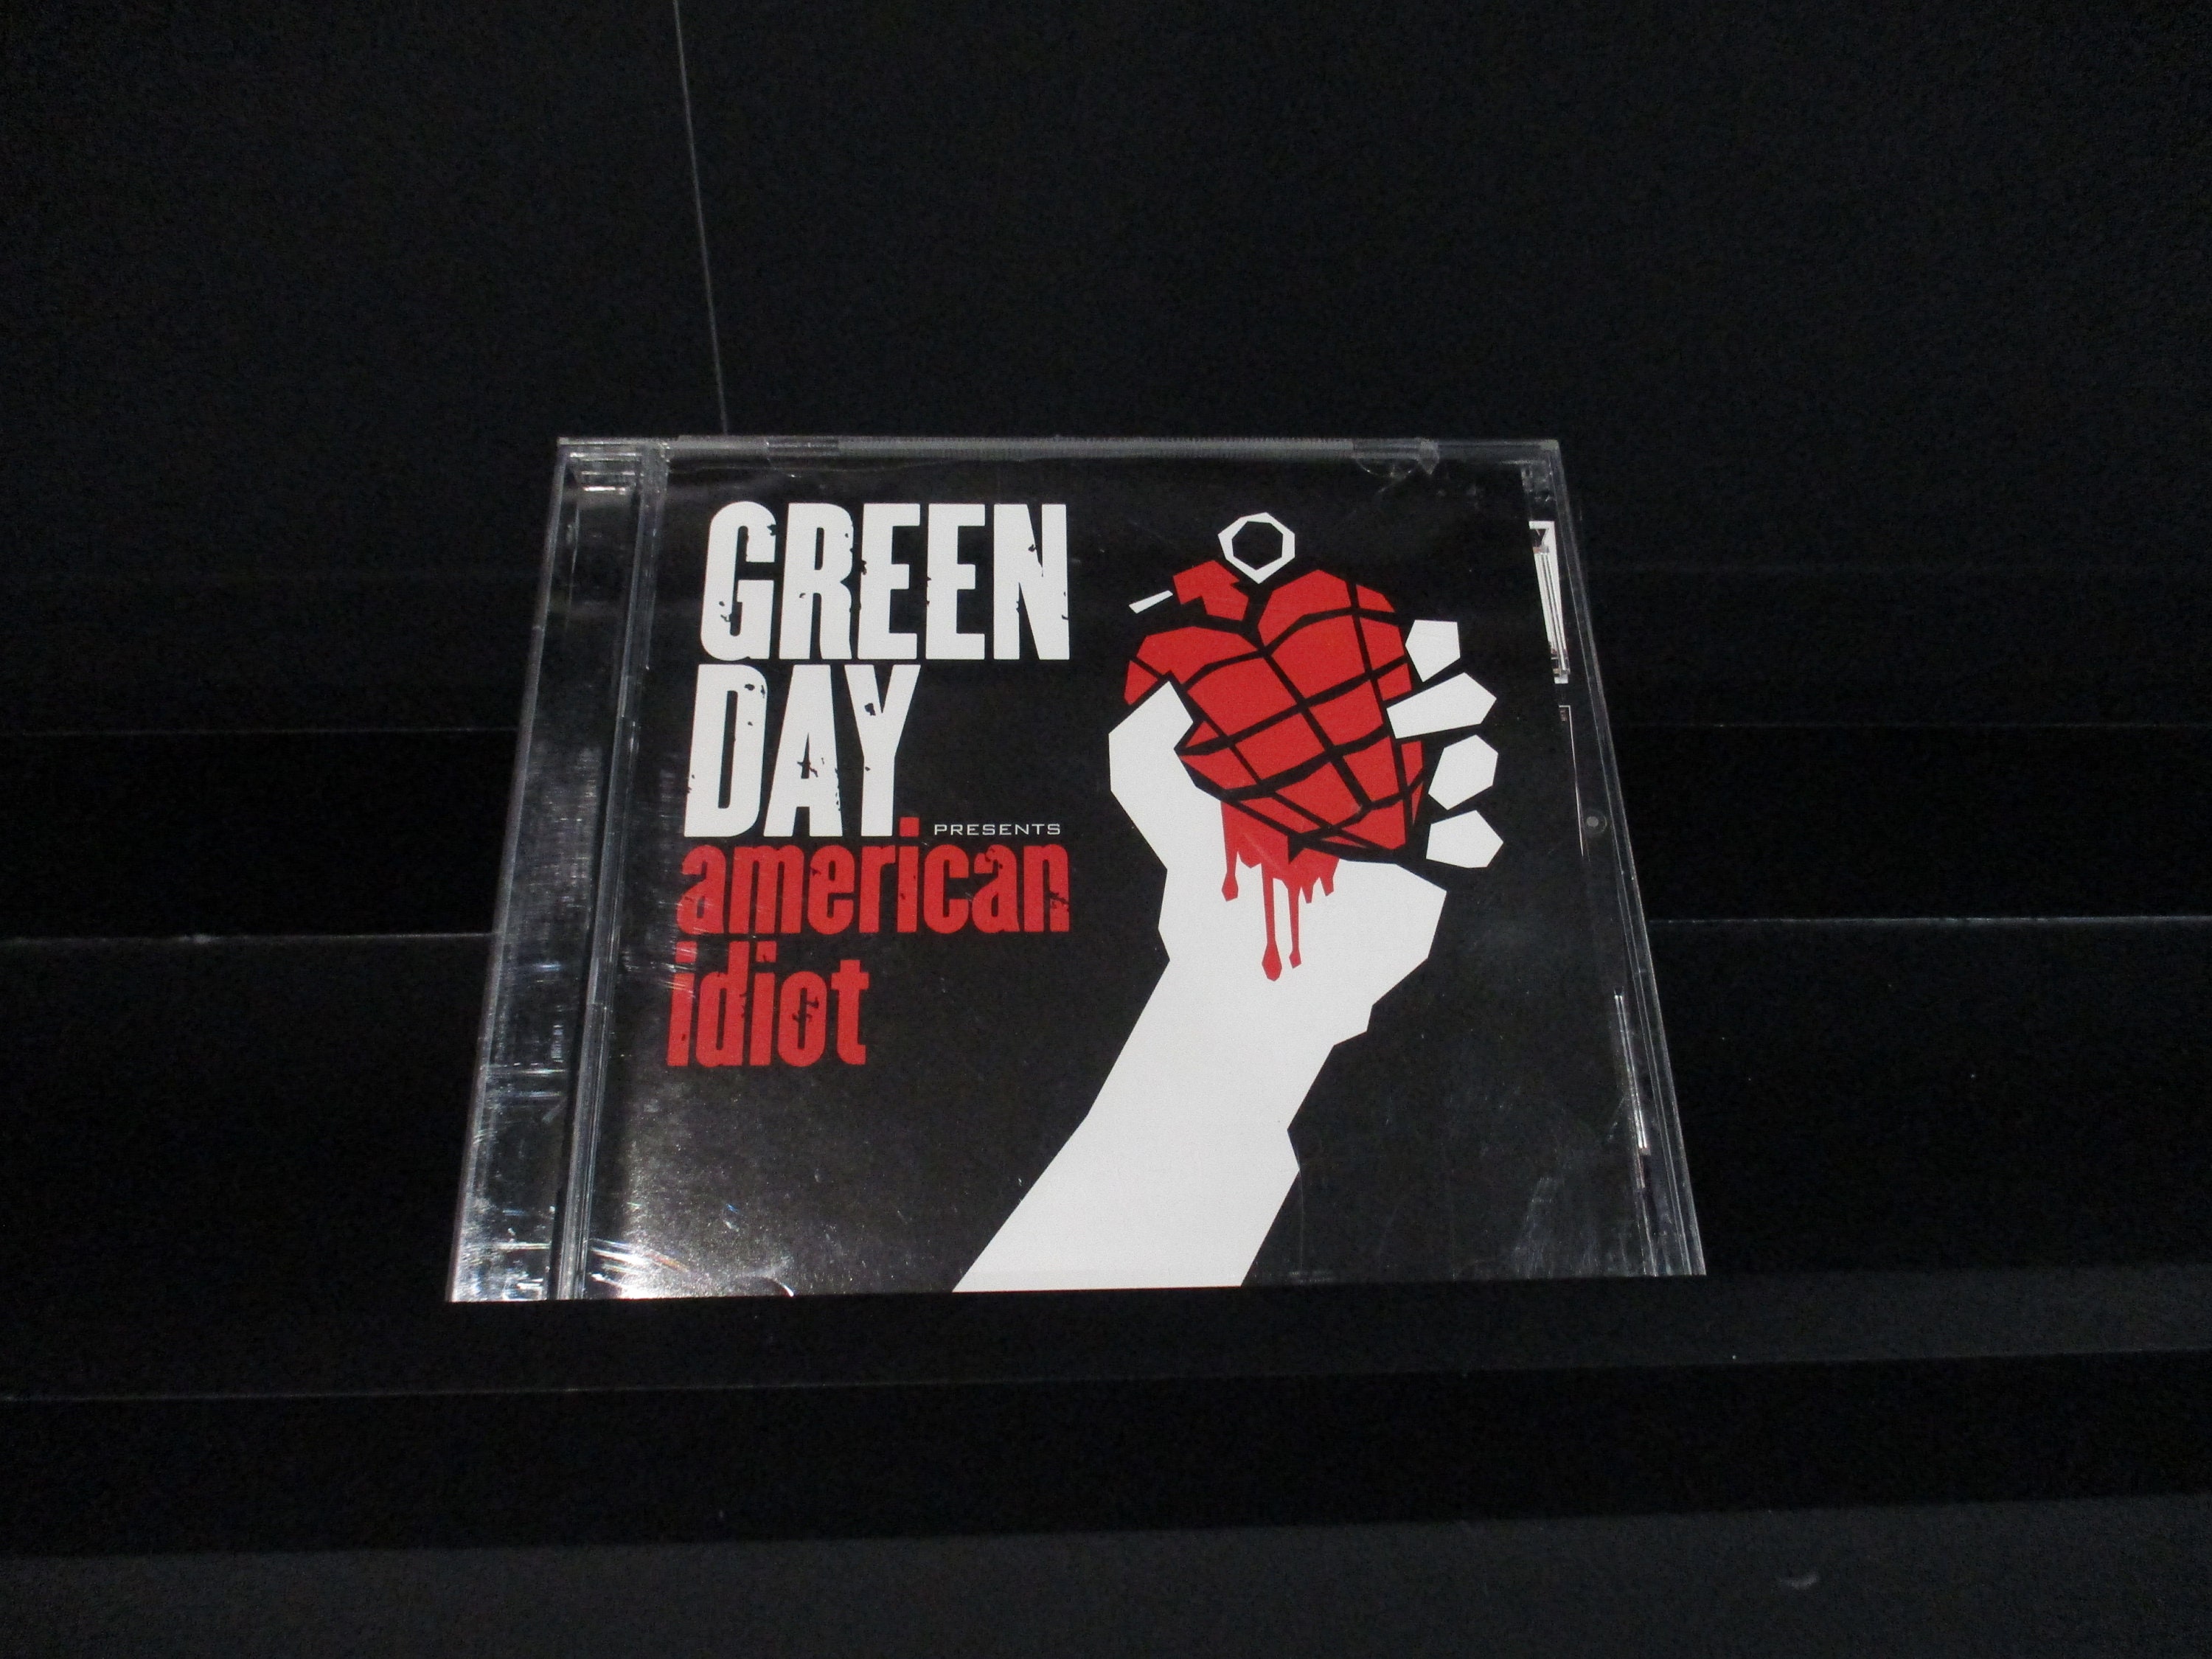 GREEN
DAY
PRESENTS
american
idiot